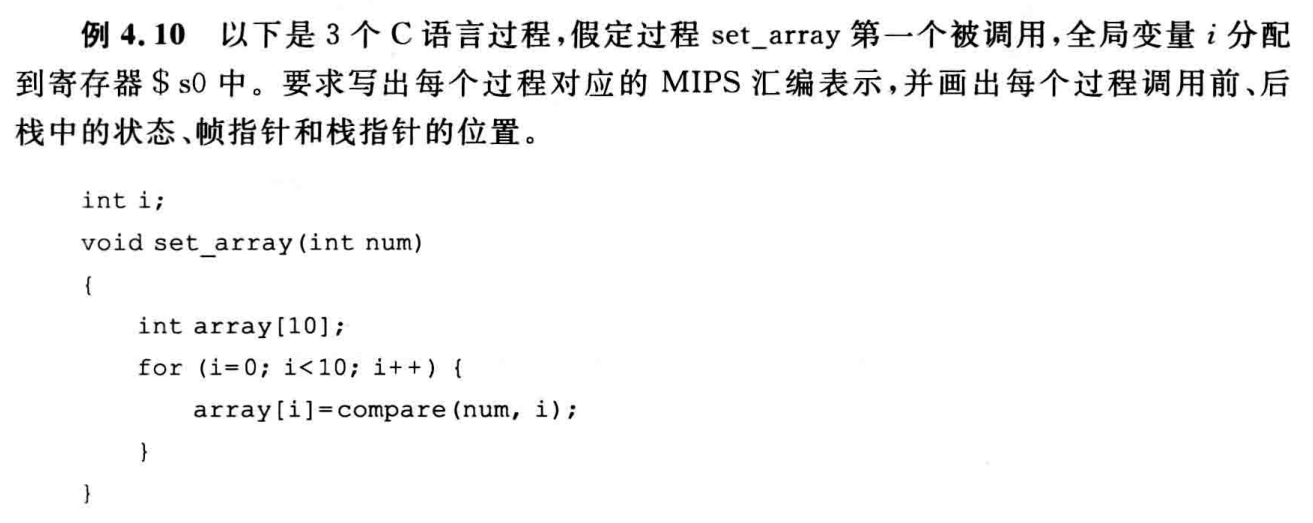 例 4.10 以下是 3 个 C 语言过程,假定过程 set_array 第一个被调用,全局变量 i 分配
到寄存器 $ s0 中。要求写出每个过程对应的 MIPS 汇编表示,并画出每个过程调用前、后
栈中的状态、帧指针和栈指针的位置。
int i;
void set_array(int num)
{
int array[10];
for (i=0; i<10; i++) {
array[i]=compare(num, i);
}
}